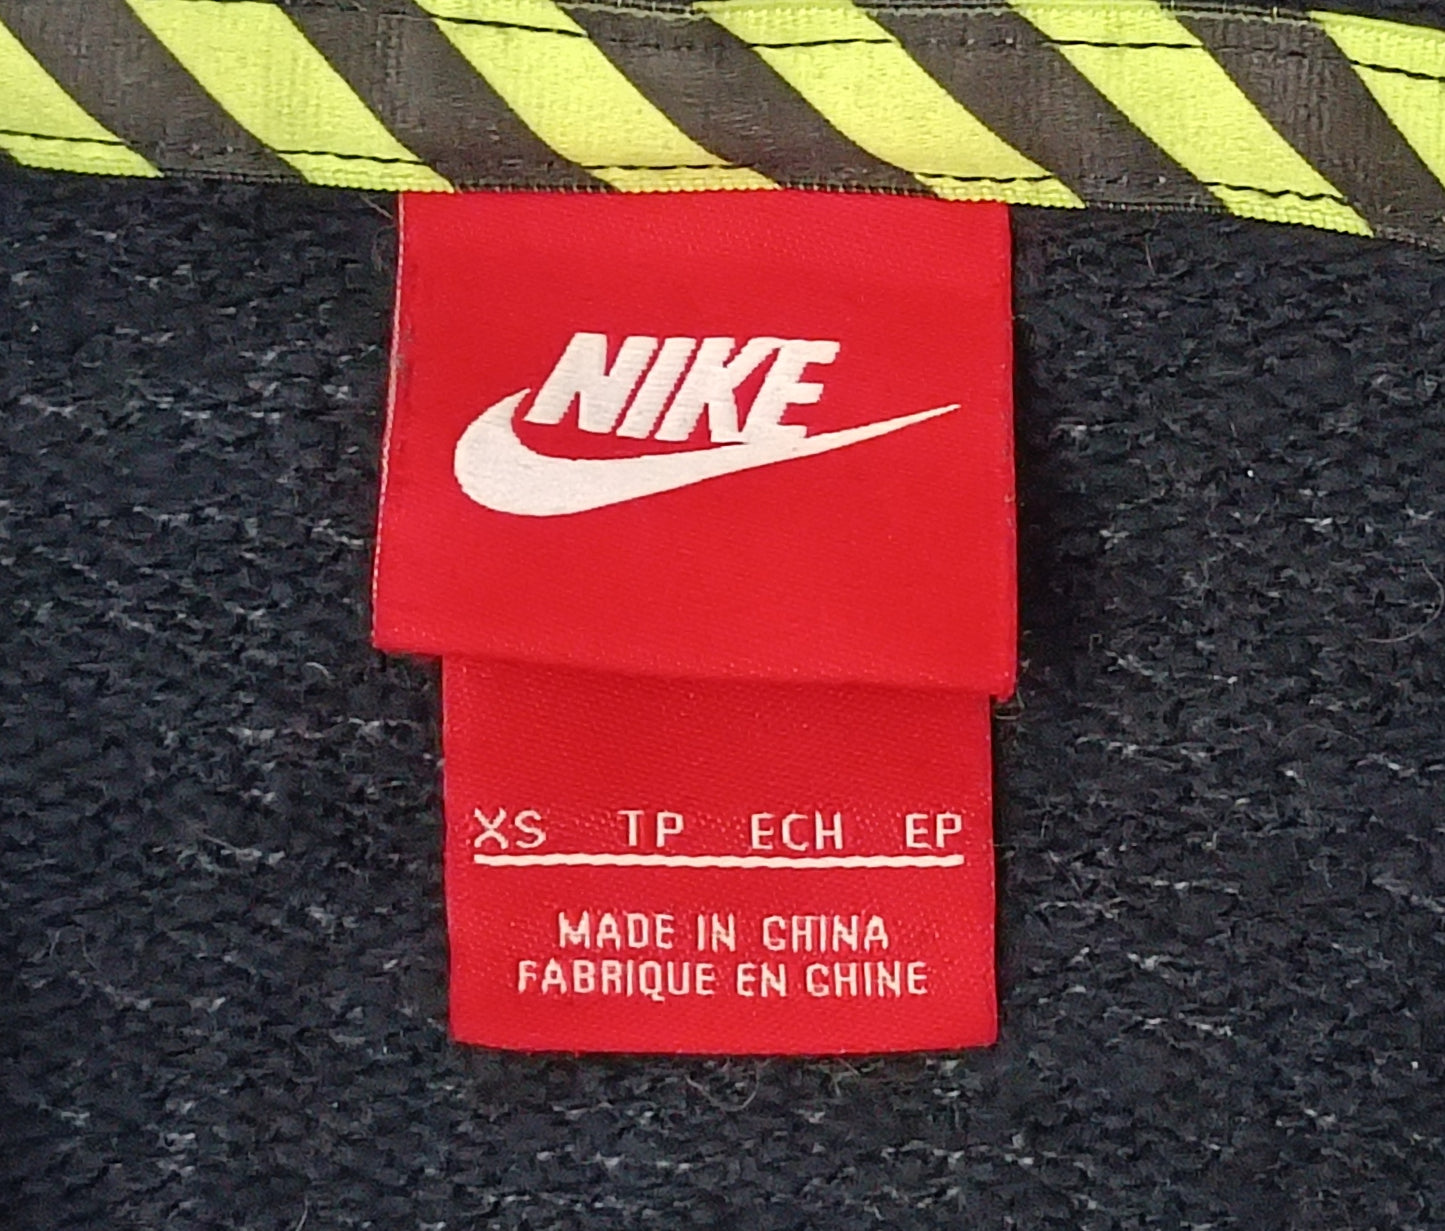 NIKE
XS TP ECH EP
MADE IN CHINA
FABRIQUE EN CHINE